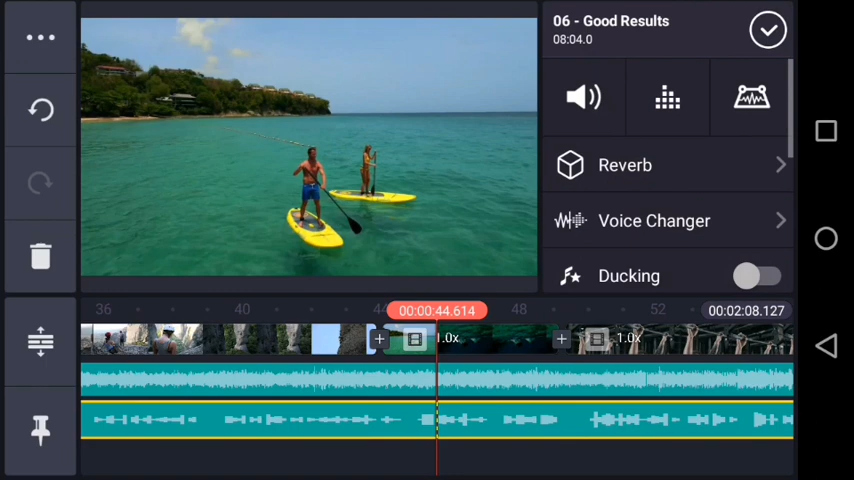 06 - Good Results
08:04.0
Reverb
Voice Changer
Ducking
36
40
44
00:00:44.614
48
52
00:02:08.127
1.0x
1.0x